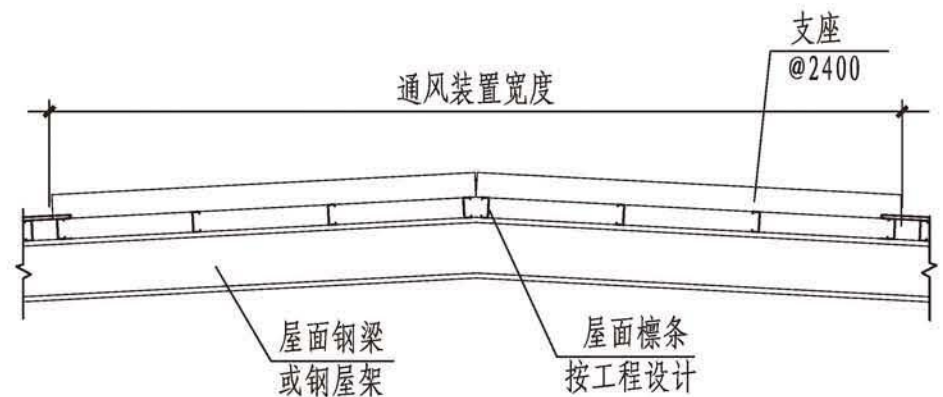 支座
@2400
通风装置宽度
屋面钢梁
或钢屋架
屋面檩条
按工程设计